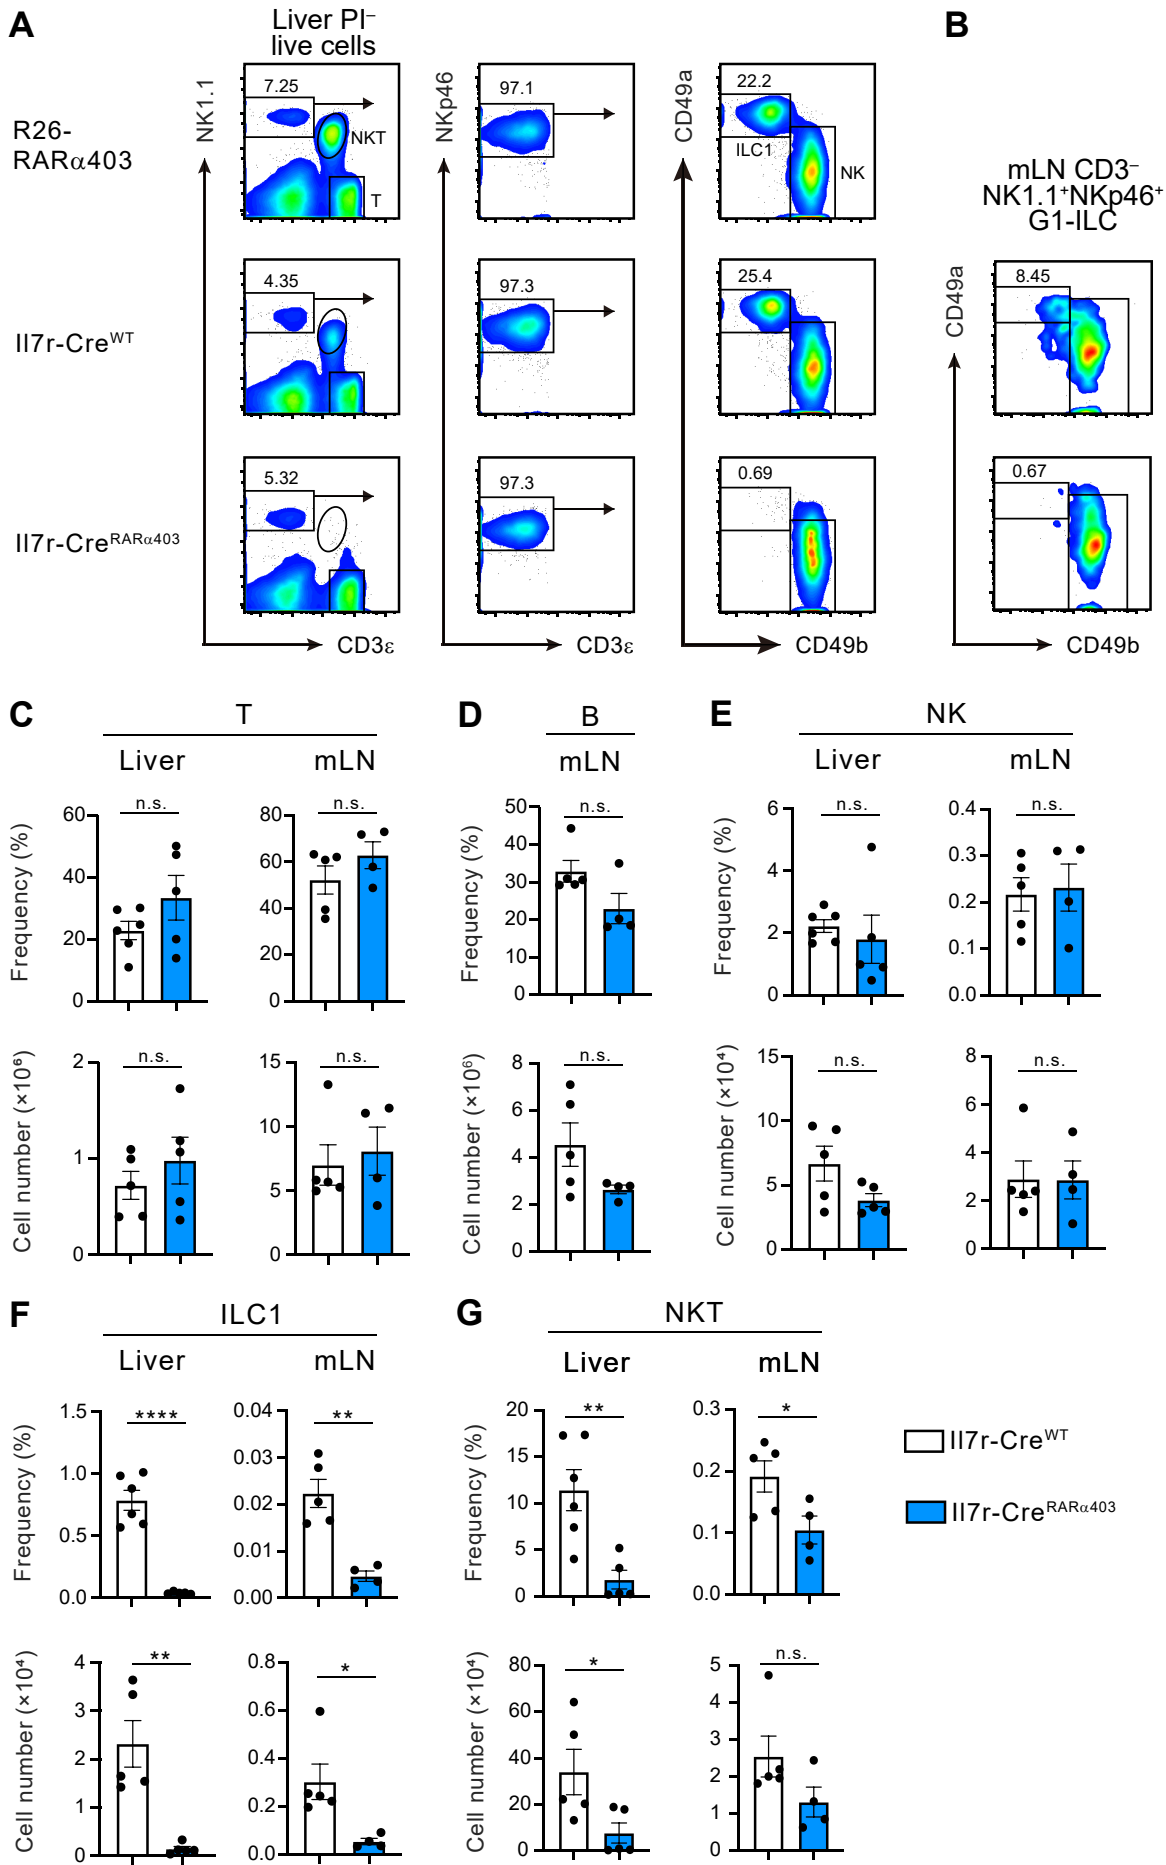 A
Liver PI⁻
live cells
B
R26-
RARα403
NK1.1
7.25
NKT
T
NKp46
97.1
CD49a
22.2
ILC1
NK
mLN CD3⁻
NK1.1⁺NKp46⁺
G1-ILC
Il7r-Creᵂᵀ
4.35
97.3
25.4
CD49a
8.45
Il7r-Cre^RARα403
5.32
97.3
0.69
0.67
CD3ε
CD3ε
CD49b
CD49b
C
T
Liver
mLN
Frequency (%)
60
40
20
0
n.s.
80
60
40
20
0
n.s.
Cell number (×10⁶)
2
1
0
n.s.
15
10
5
0
n.s.
D
B
mLN
Frequency (%)
50
40
30
20
10
0
n.s.
Cell number (×10⁶)
8
6
4
2
0
n.s.
E
NK
Liver
mLN
Frequency (%)
6
4
2
0
n.s.
0.4
0.3
0.2
0.1
0.0
n.s.
Cell number (×10⁴)
15
10
5
0
n.s.
8
6
4
2
0
n.s.
F
ILC1
Liver
mLN
Frequency (%)
1.5
1.0
0.5
0.0
****
0.04
0.03
0.02
0.01
0.00
**
Cell number (×10⁴)
4
3
2
1
0
**
0.8
0.6
0.4
0.2
0.0
*
G
NKT
Liver
mLN
Frequency (%)
20
15
10
5
0
**
0.3
0.2
0.1
0.0
*
Cell number (×10⁴)
80
60
40
20
0
*
5
4
3
2
1
0
n.s.
Il7r-Creᵂᵀ
Il7r-Cre^RARα403